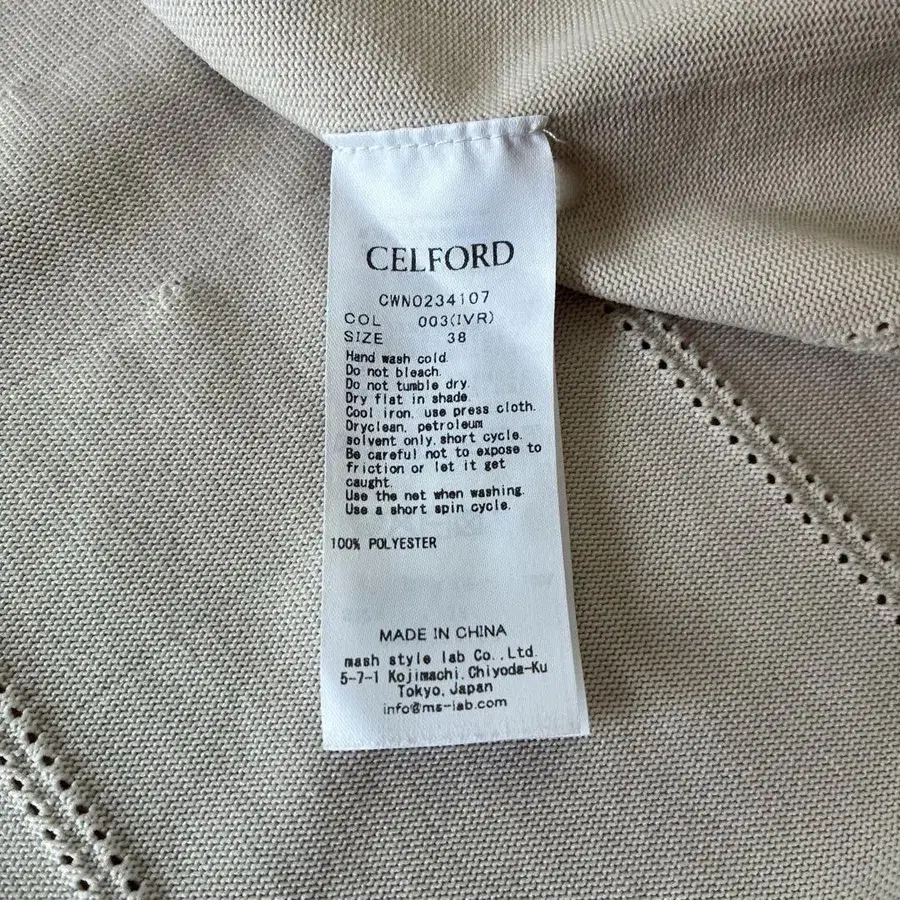 CELFORD
CWNO234107
COL 003(IVR)
SIZE 38
Hand wash cold.
Do not bleach.
Do not tumble dry.
Dry flat in shade.
Cool iron, use press cloth.
Dryclean, petroleum
solvent only, short cycle.
Be careful not to expose to
friction or let it get
caught.
Use the net when washing.
Use a short spin cycle.
100% POLYESTER
MADE IN CHINA
mash style lab Co.,Ltd.
5-7-1 Kojimachi,Chiyoda-Ku
Tokyo,Japan
info@ms-lab.com